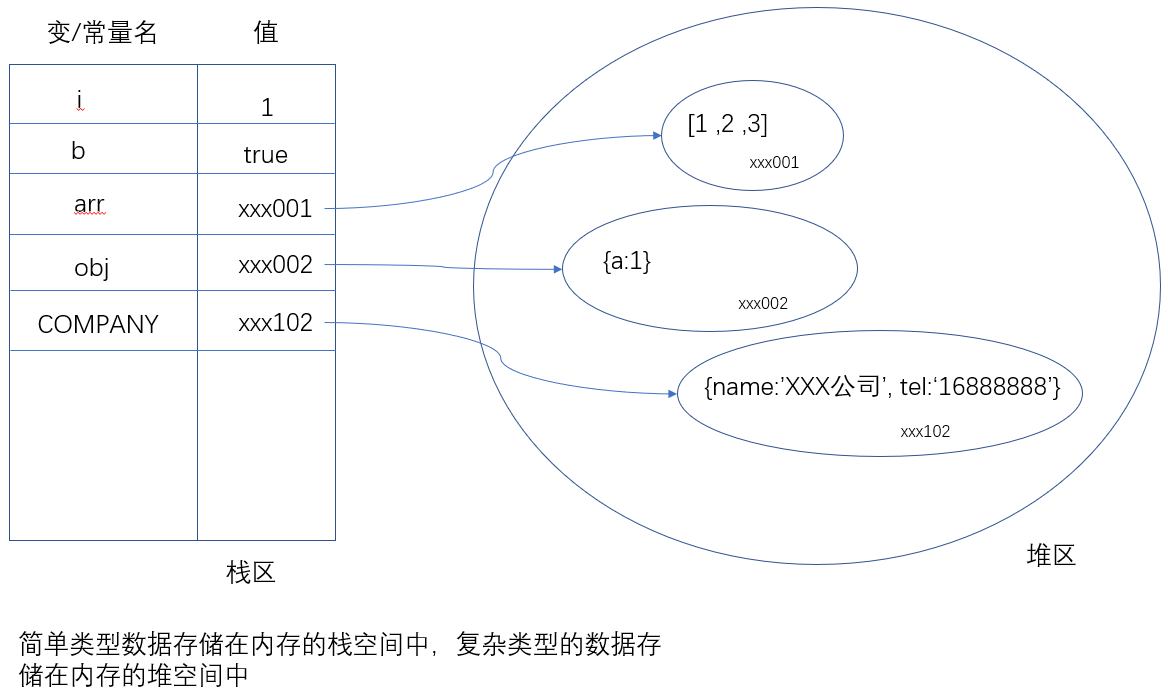 变/常量名 值
i 1
b true
arr xxx001
obj xxx002
COMPANY xxx102
栈区
[1 ,2 ,3]
xxx001
{a:1}
xxx002
{name:’XXX公司’, tel:‘16888888’}
xxx102
堆区
简单类型数据存储在内存的栈空间中，复杂类型的数据存
储在内存的堆空间中